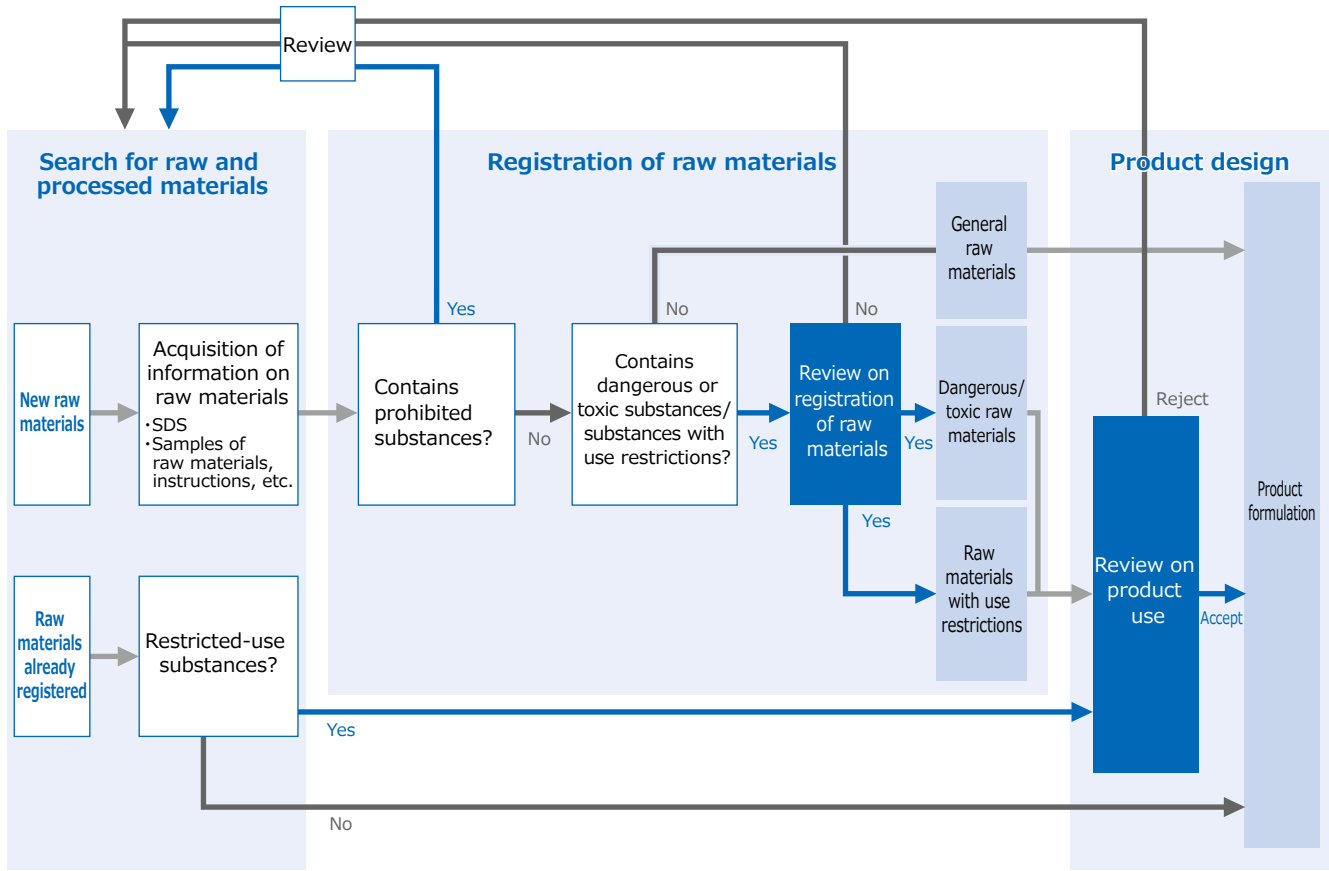 Review
Search for raw and
processed materials
Registration of raw materials
Product design
New raw
materials
Acquisition of
information on
raw materials
・SDS
・Samples of
raw materials,
instructions, etc.
Yes
Contains
prohibited
substances?
No
No
Contains
dangerous or
toxic substances/
substances with
use restrictions?
Yes
No
Review on
registration
of raw
materials
Yes
Yes
General
raw
materials
Dangerous/
toxic raw
materials
Raw
materials
with use
restrictions
Reject
Review on
product
use
Accept
Product
formulation
Raw
materials
already
registered
Restricted-use
substances?
Yes
No